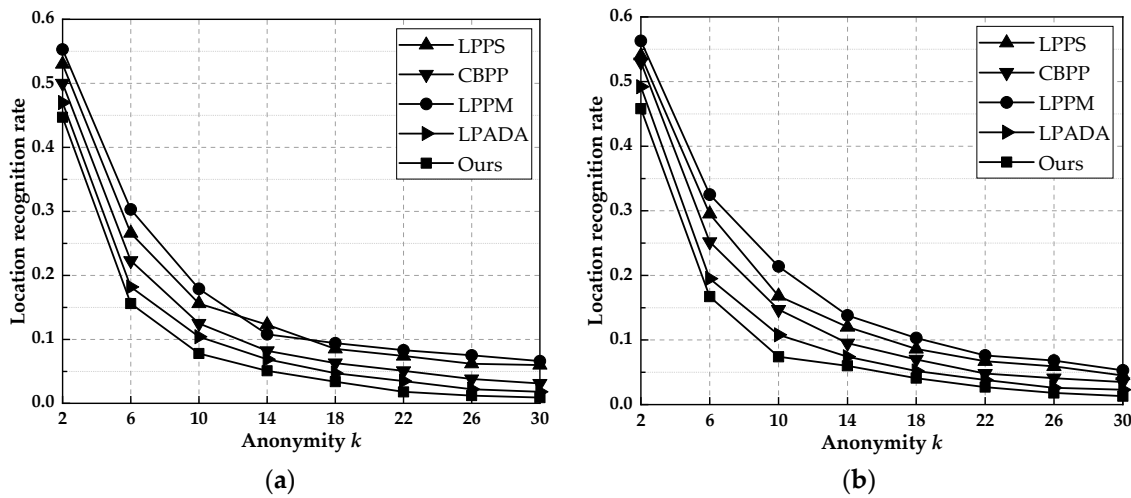 0.6
0.5
0.4
0.3
0.2
0.1
0.0
Location recognition rate
LPPS
CBPP
LPPM
LPADA
Ours
2 6 10 14 18 22 26 30
Anonymity k
(a)
0.6
0.5
0.4
0.3
0.2
0.1
0.0
Location recognition rate
LPPS
CBPP
LPPM
LPADA
Ours
2 6 10 14 18 22 26 30
Anonymity k
(b)